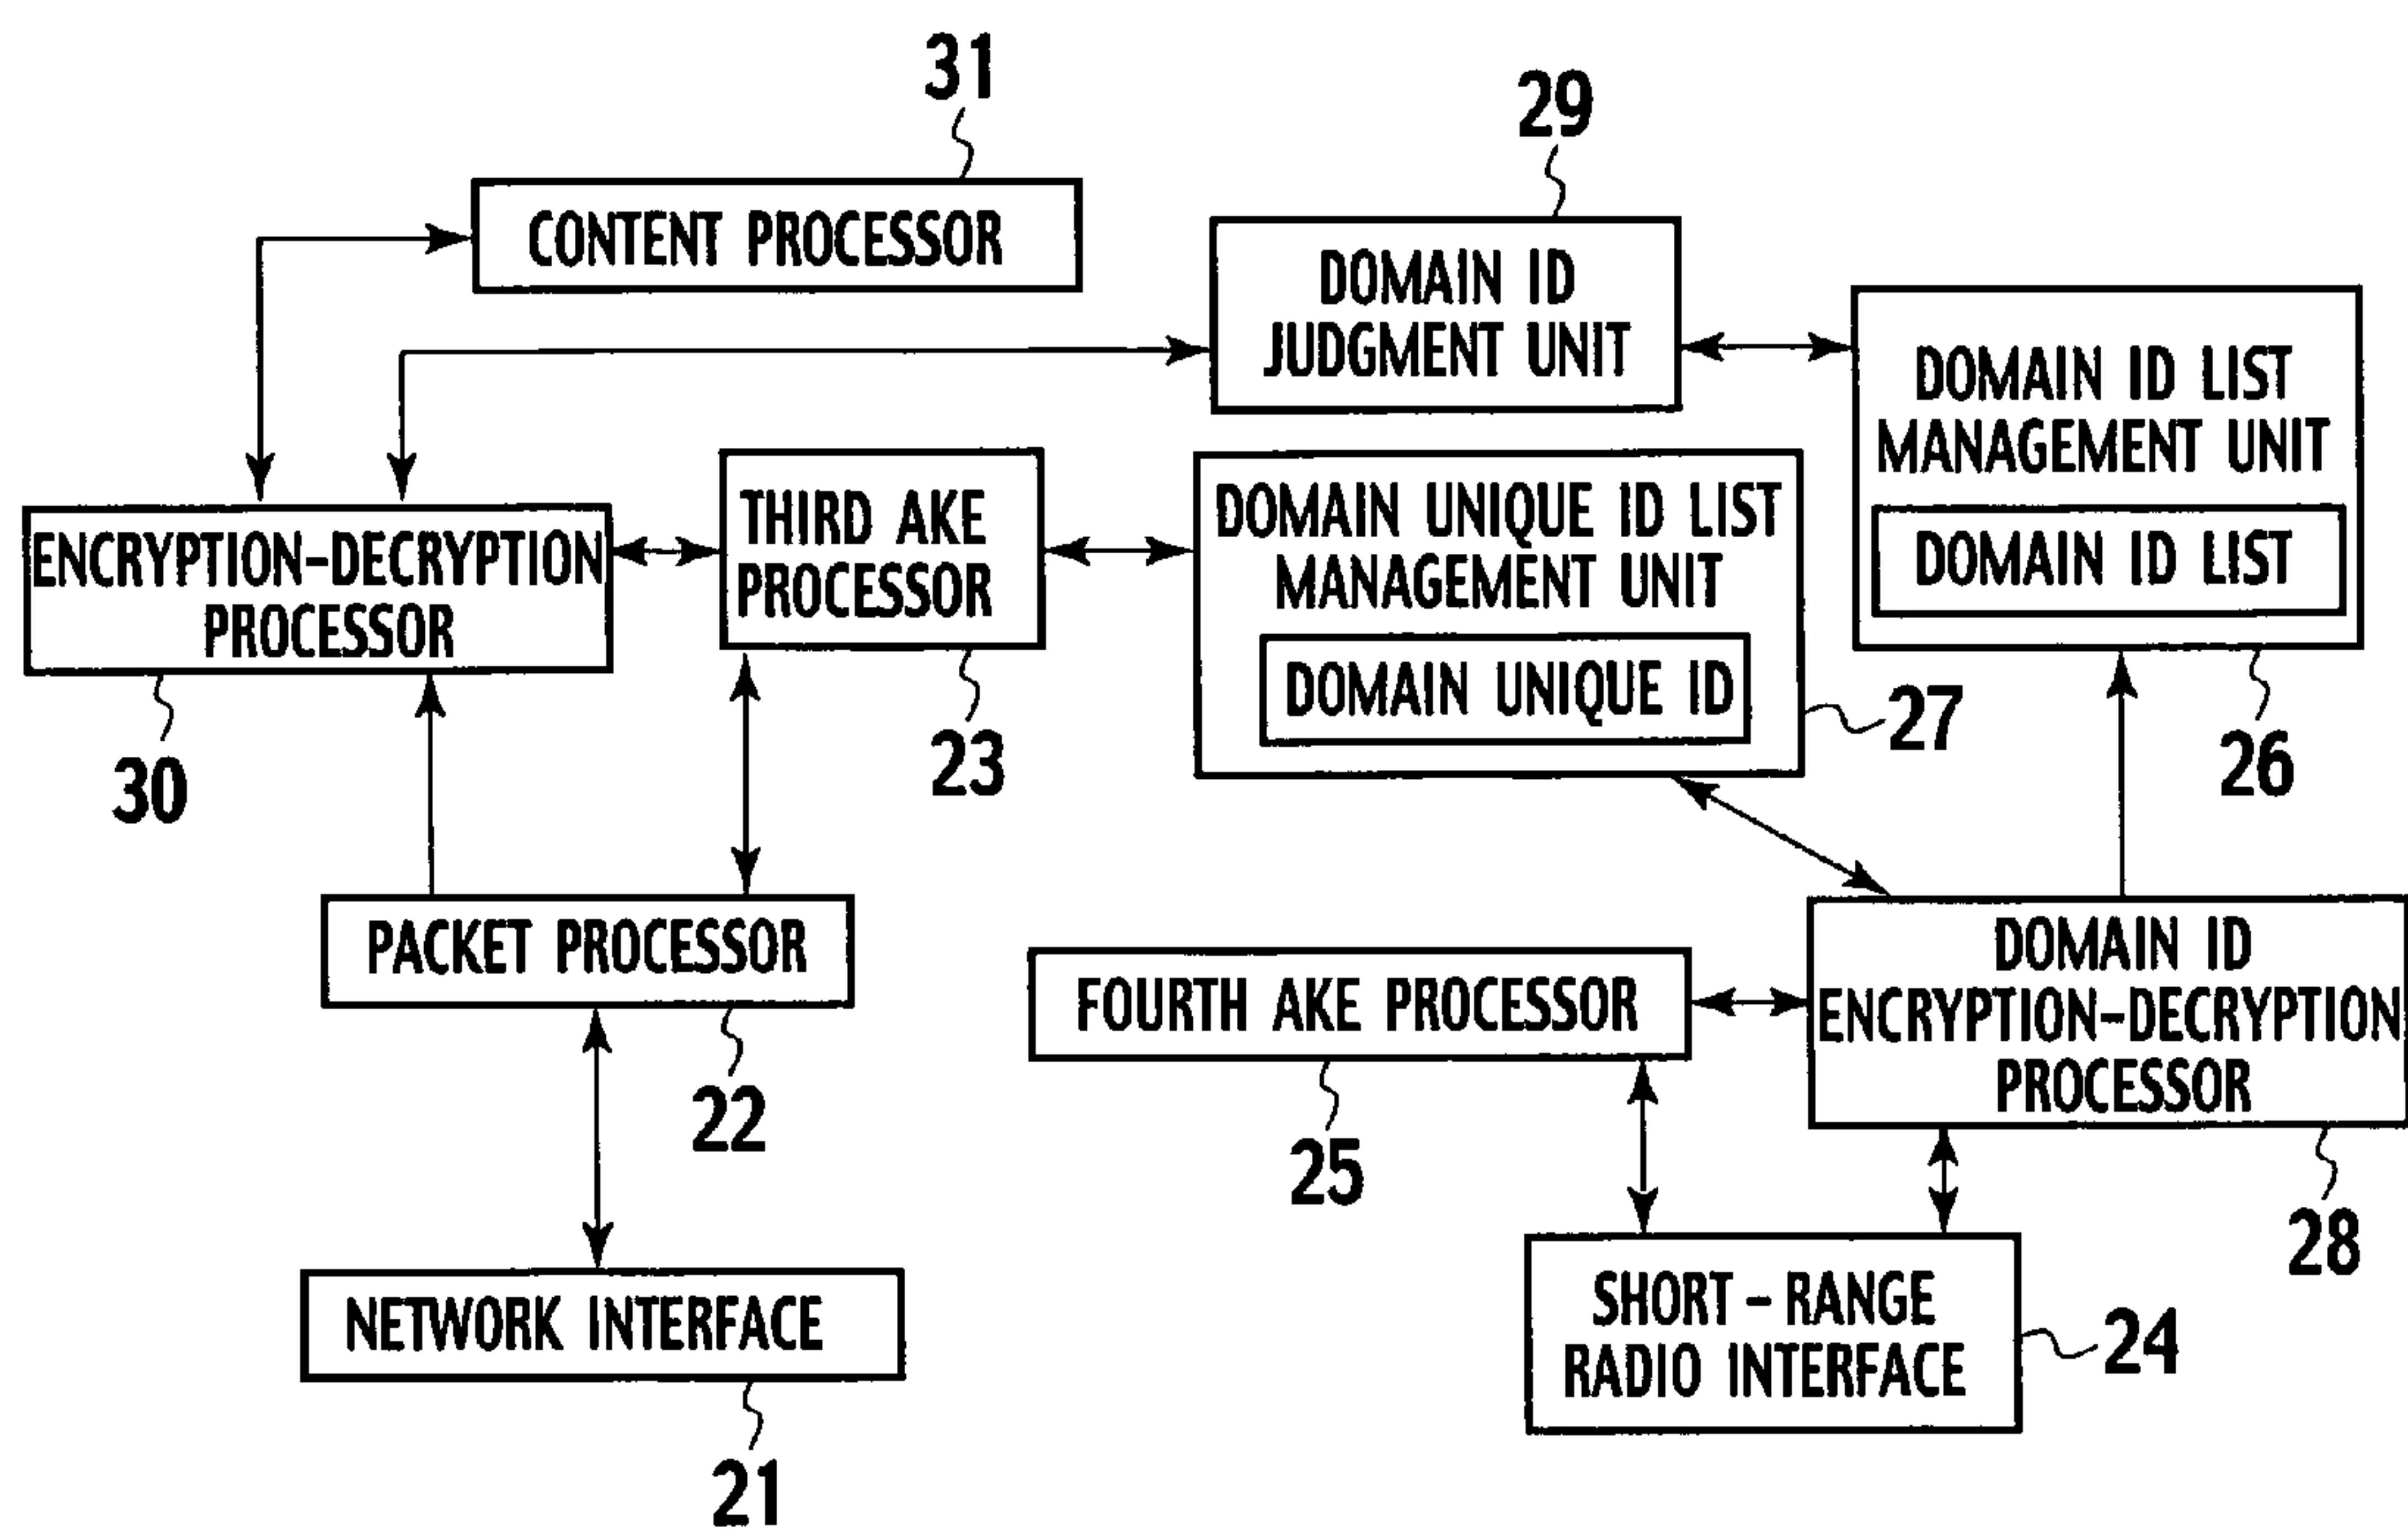 31
29
CONTENT PROCESSOR
DOMAIN ID
JUDGMENT UNIT
DOMAIN ID LIST
MANAGEMENT UNIT
DOMAIN ID LIST
26
THIRD AKE
PROCESSOR
23
DOMAIN UNIQUE ID LIST
MANAGEMENT UNIT
DOMAIN UNIQUE ID
27
ENCRYPTION-DECRYPTION
PROCESSOR
30
PACKET PROCESSOR
22
FOURTH AKE PROCESSOR
25
DOMAIN ID
ENCRYPTION-DECRYPTION
PROCESSOR
28
NETWORK INTERFACE
21
SHORT-RANGE
RADIO INTERFACE
24